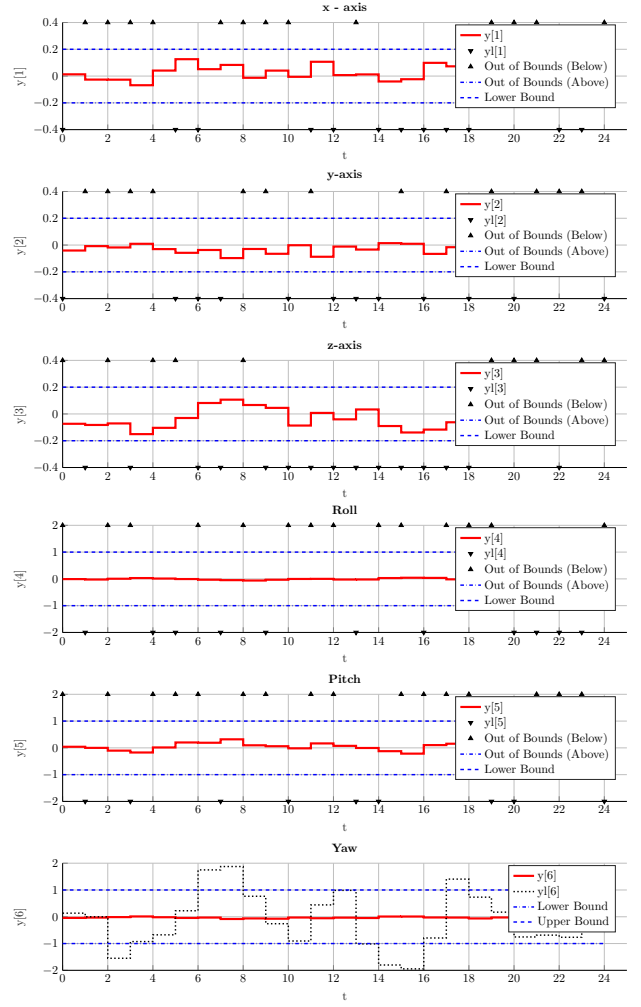 x - axis
0.4
0.2
0
−0.2
−0.4
y[1]
y[1]
yl[1]
Out of Bounds (Below)
Out of Bounds (Above)
Lower Bound
0 2 4 6 8 10 12 14 16 18 20 22 24
t
y-axis
0.4
0.2
0
−0.2
−0.4
y[2]
y[2]
yl[2]
Out of Bounds (Below)
Out of Bounds (Above)
Lower Bound
0 2 4 6 8 10 12 14 16 18 20 22 24
t
z-axis
0.4
0.2
0
−0.2
−0.4
y[3]
y[3]
yl[3]
Out of Bounds (Below)
Out of Bounds (Above)
Lower Bound
0 2 4 6 8 10 12 14 16 18 20 22 24
t
Roll
2
1
0
−1
−2
y[4]
y[4]
yl[4]
Out of Bounds (Below)
Out of Bounds (Above)
Lower Bound
0 2 4 6 8 10 12 14 16 18 20 22 24
t
Pitch
2
1
0
−1
−2
y[5]
y[5]
yl[5]
Out of Bounds (Below)
Out of Bounds (Above)
Lower Bound
0 2 4 6 8 10 12 14 16 18 20 22 24
t
Yaw
2
1
0
−1
−2
y[6]
y[6]
yl[6]
Lower Bound
Upper Bound
0 2 4 6 8 10 12 14 16 18 20 22 24
t